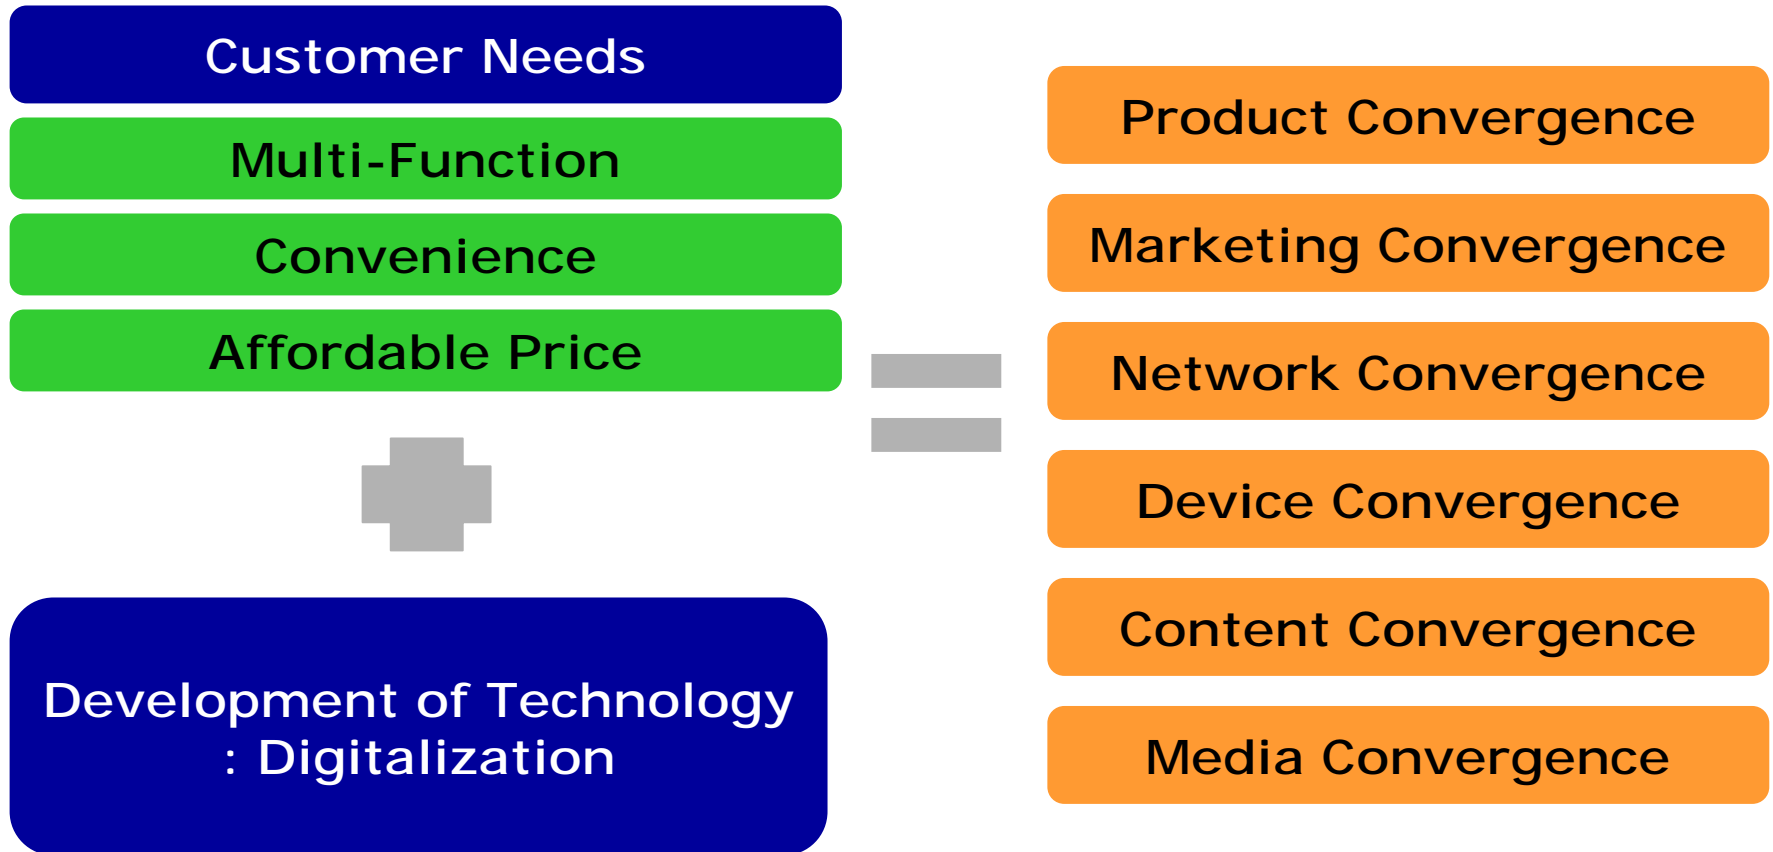 Customer Needs
Multi-Function
Convenience
Affordable Price
Development of Technology
: Digitalization
Product Convergence
Marketing Convergence
Network Convergence
Device Convergence
Content Convergence
Media Convergence